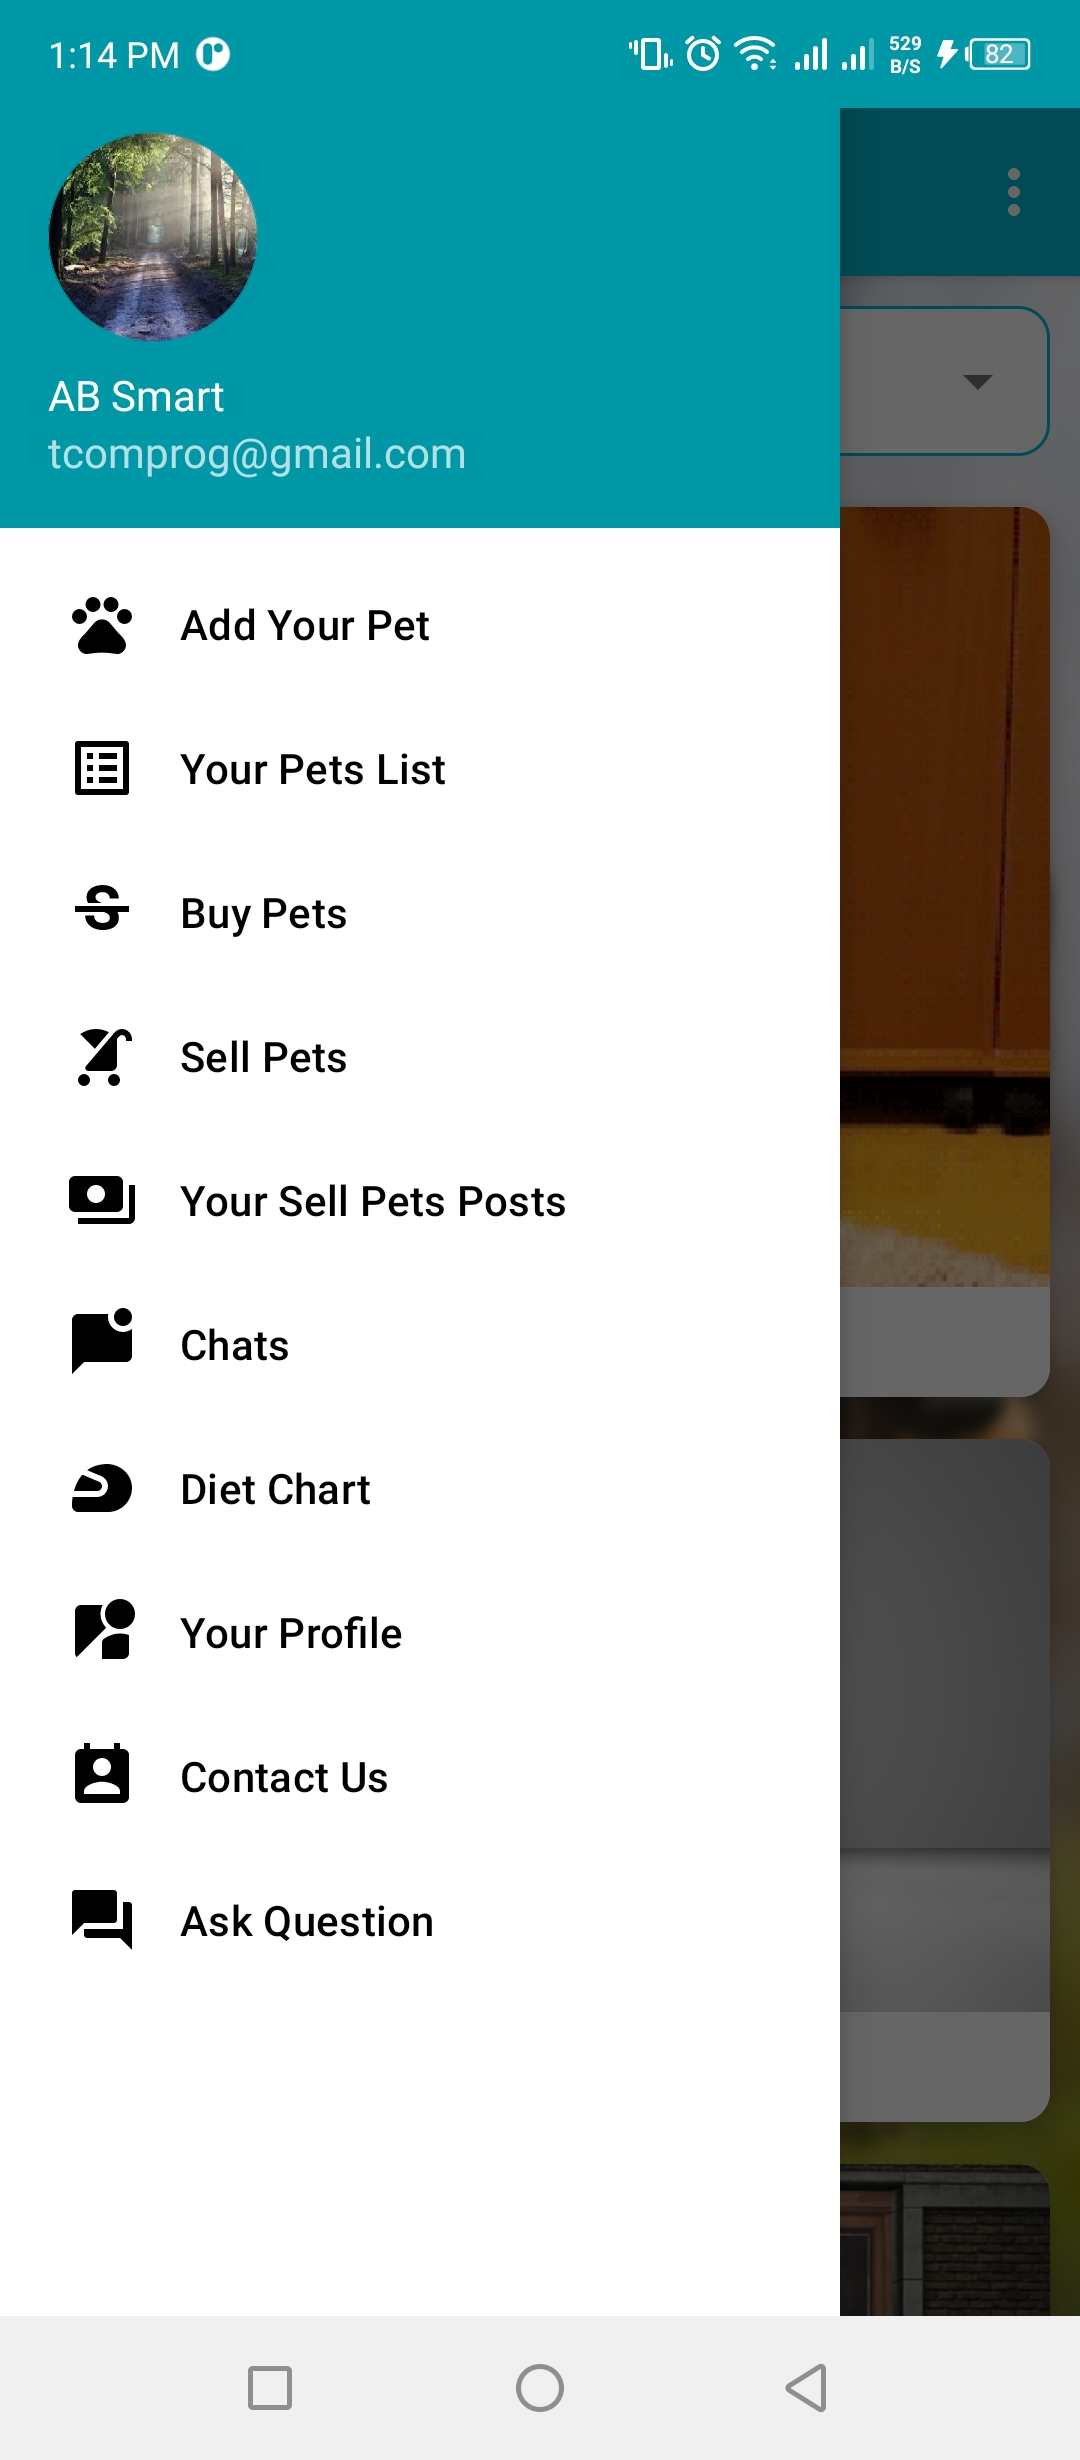 1:14 PM
529
B/S
82
AB Smart
tcomprog@gmail.com
Add Your Pet
Your Pets List
Buy Pets
Sell Pets
Your Sell Pets Posts
Chats
Diet Chart
Your Profile
Contact Us
Ask Question